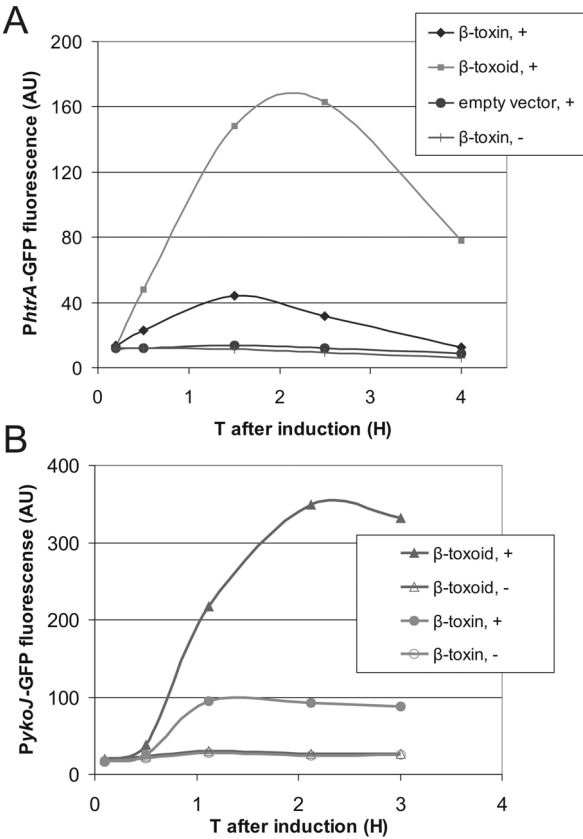 A
β-toxin, +
β-toxoid, +
empty vector, +
β-toxin, -
200
160
120
80
40
0
PhtrA-GFP fluorescence (AU)
0 1 2 3 4
T after induction (H)
B
β-toxoid, +
β-toxoid, -
β-toxin, +
β-toxin, -
400
300
200
100
0
PykoJ-GFP fluorescense (AU)
0 1 2 3 4
T after induction (H)